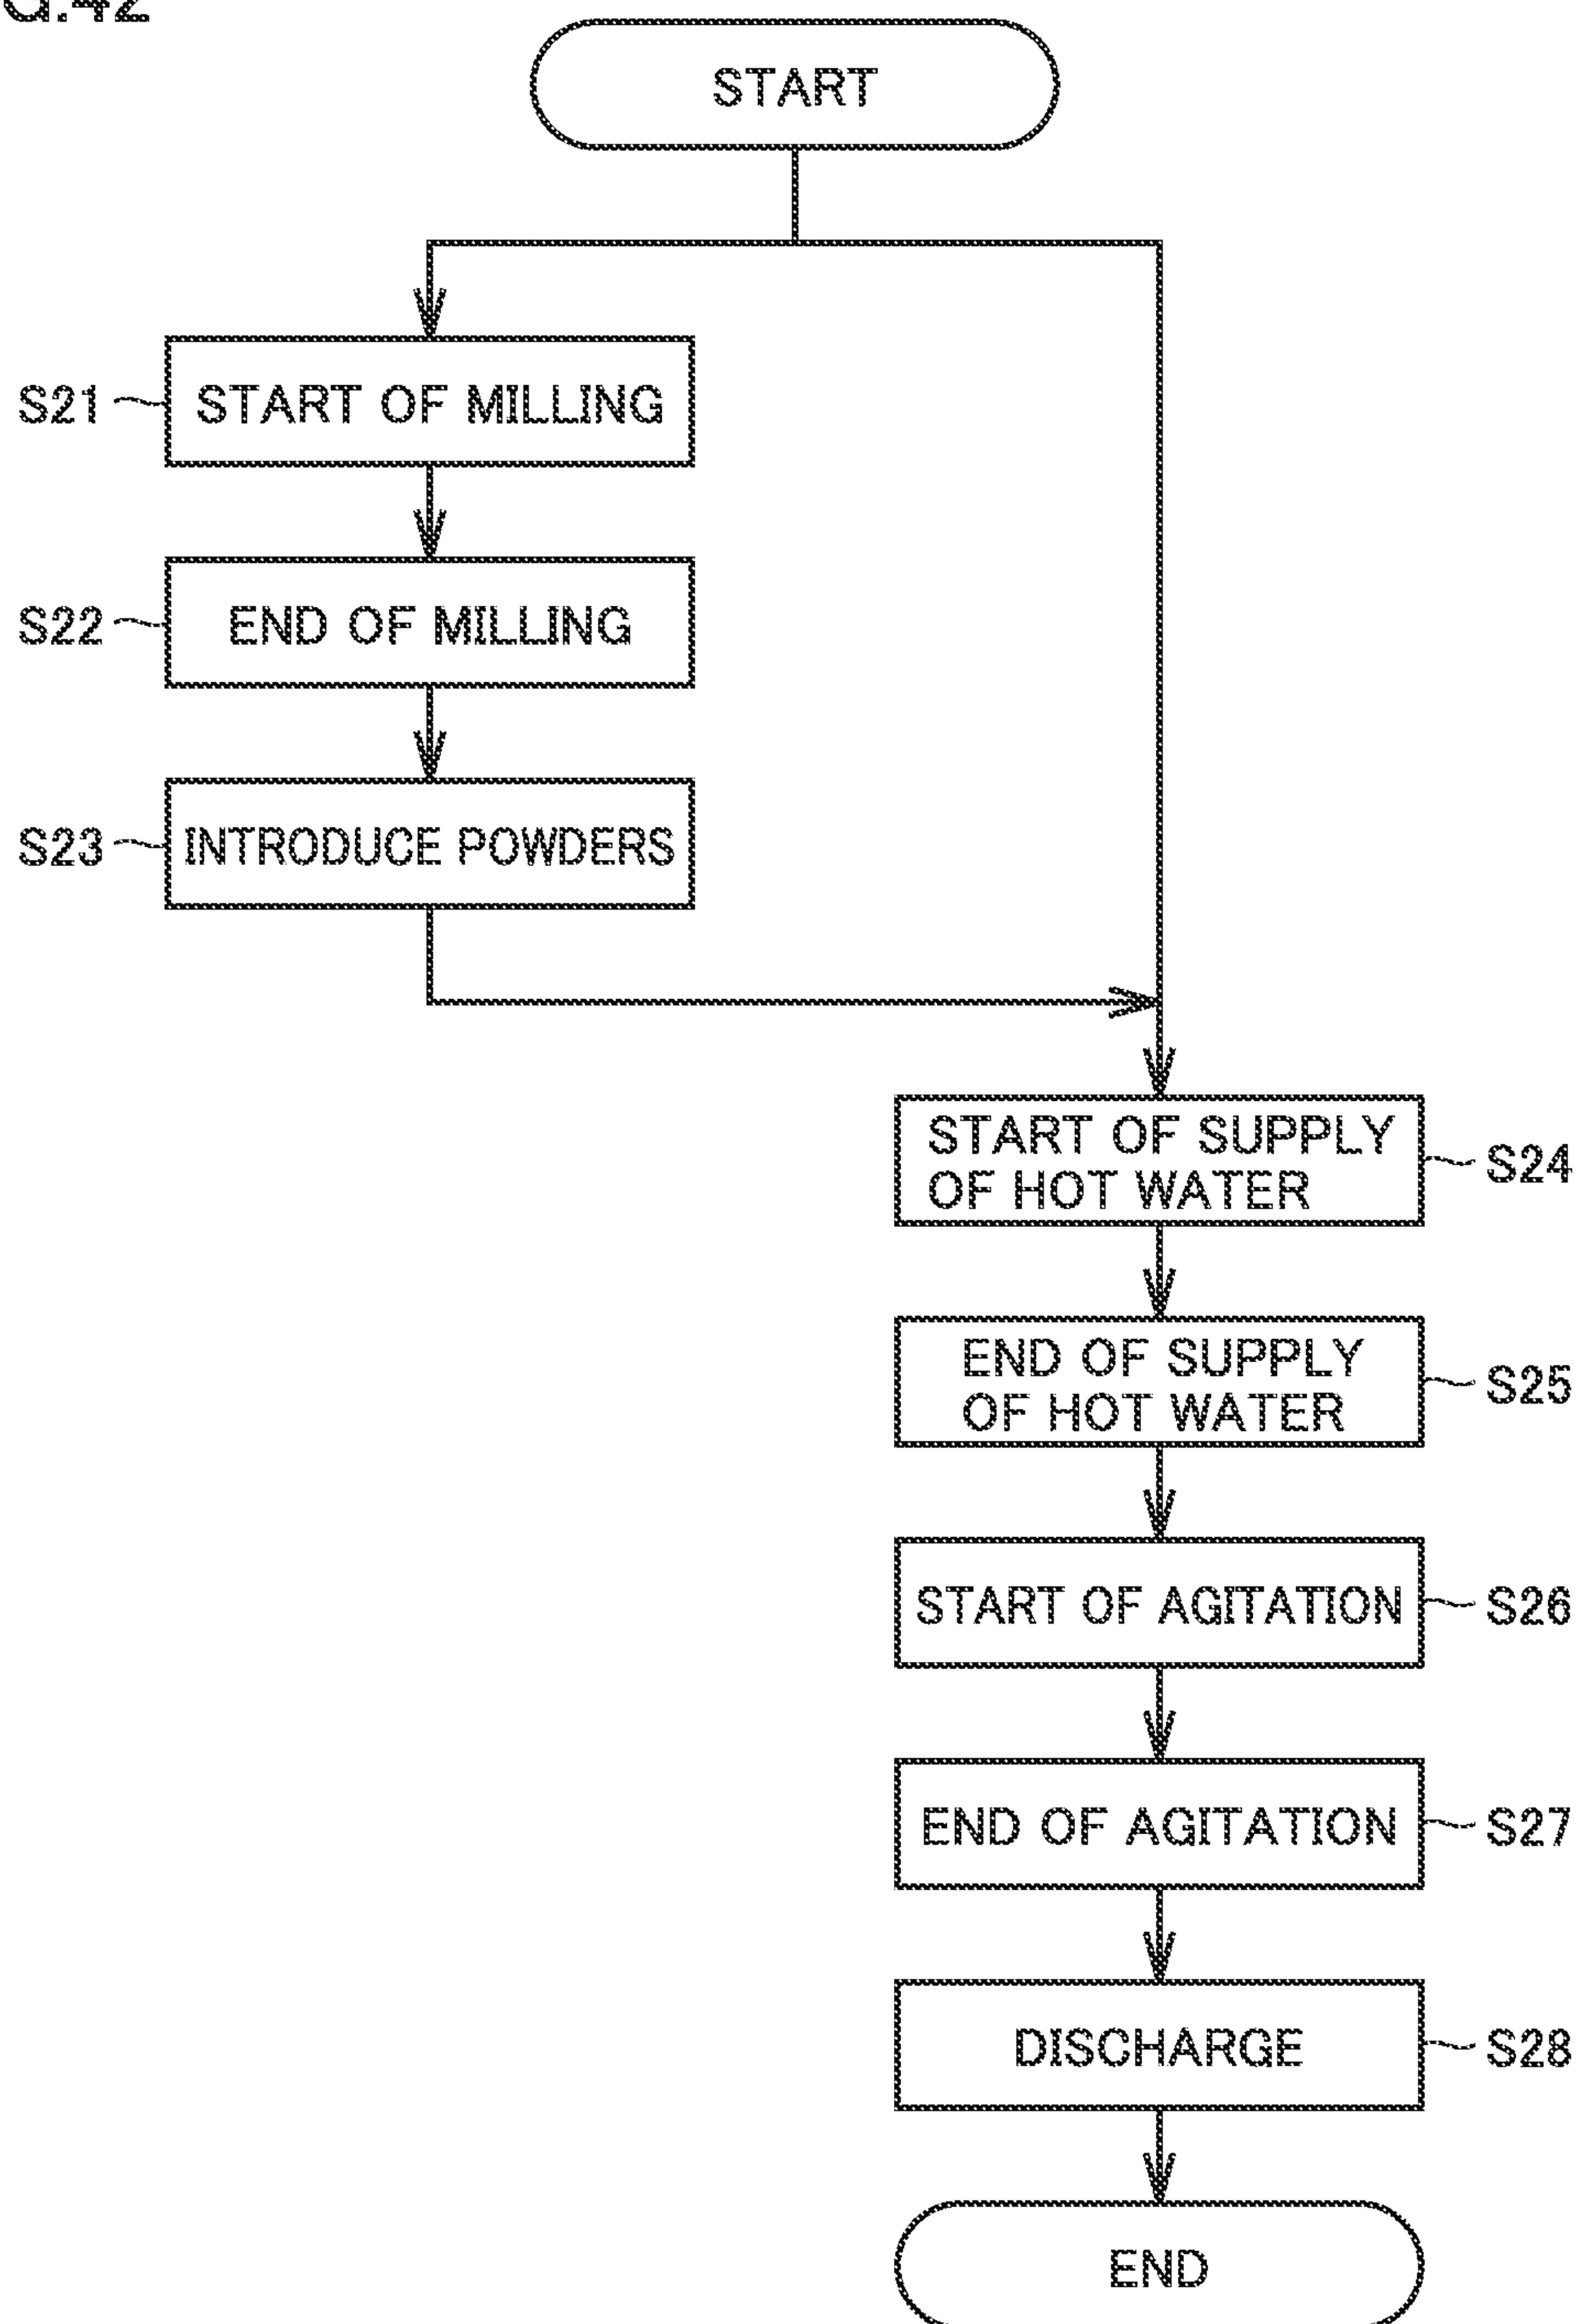 G.42
START
S21 START OF MILLING
S22 END OF MILLING
S23 INTRODUCE POWDERS
START OF SUPPLY
OF HOT WATER
S24
END OF SUPPLY
OF HOT WATER
S25
START OF AGITATION S26
END OF AGITATION S27
DISCHARGE S28
END